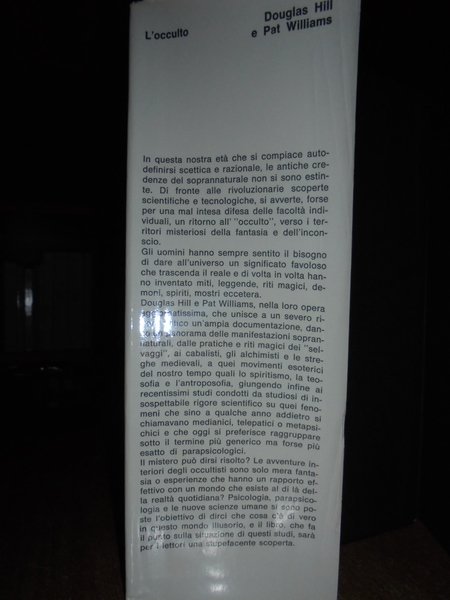 L'occulto
Douglas Hill
e Pat Williams
In questa nostra età che si compiace auto-
definirsi scettica e razionale, le antiche cre-
denze del soprannaturale non si sono estin-
te. Di fronte alle rivoluzionarie scoperte
scientifiche e tecnologiche, si avverte, forse
per una mal intesa difesa delle facoltà indi-
viduali, un ritorno all' "occulto", verso i ter-
ritori misteriosi della fantasia e dell'incon-
scio.
Gli uomini hanno sempre sentito il bisogno
di dare all'universo un significato favoloso
che trascenda il reale e di volta in volta han-
no inventato miti, leggende, riti magici, de-
moni, spiriti, mostri eccetera.
Douglas Hill e Pat Williams, nella loro opera
che unisce a un severo ri-
un'ampia documentazione, dan-
panorama delle manifestazioni sopran-
naturali, dalle pratiche e riti magici dei "sel-
vaggi", ai cabalisti, gli alchimisti e le stre-
ghe medievali, a quei movimenti esoterici
del nostro tempo quali lo spiritismo, la teo-
sofia e l'antroposofia, giungendo infine ai
recentissimi studi condotti da studiosi di in-
sospettabile rigore scientifico su quei feno-
meni che sino a qualche anno addietro si
chiamavano medianici, telepatici o metapsi-
chici e che oggi si preferisce raggruppare
sotto il termine più generico ma forse più
esatto di parapsicologici.
Il mistero può dirsi risolto? Le avventure in-
teriori degli occultisti sono solo mera fanta-
sia o esperienze che hanno un rapporto ef-
fettivo con un mondo che esiste al di là del-
la realtà quotidiana? Psicologia, parapsico-
logia e le nuove scienze umane si sono po-
ste l'obiettivo di dirci che cosa c'è di vero
in questo mondo illusorio, e il libro, che fa
il punto sulla situazione di questi studi, sarà
per i lettori una stupefacente scoperta.